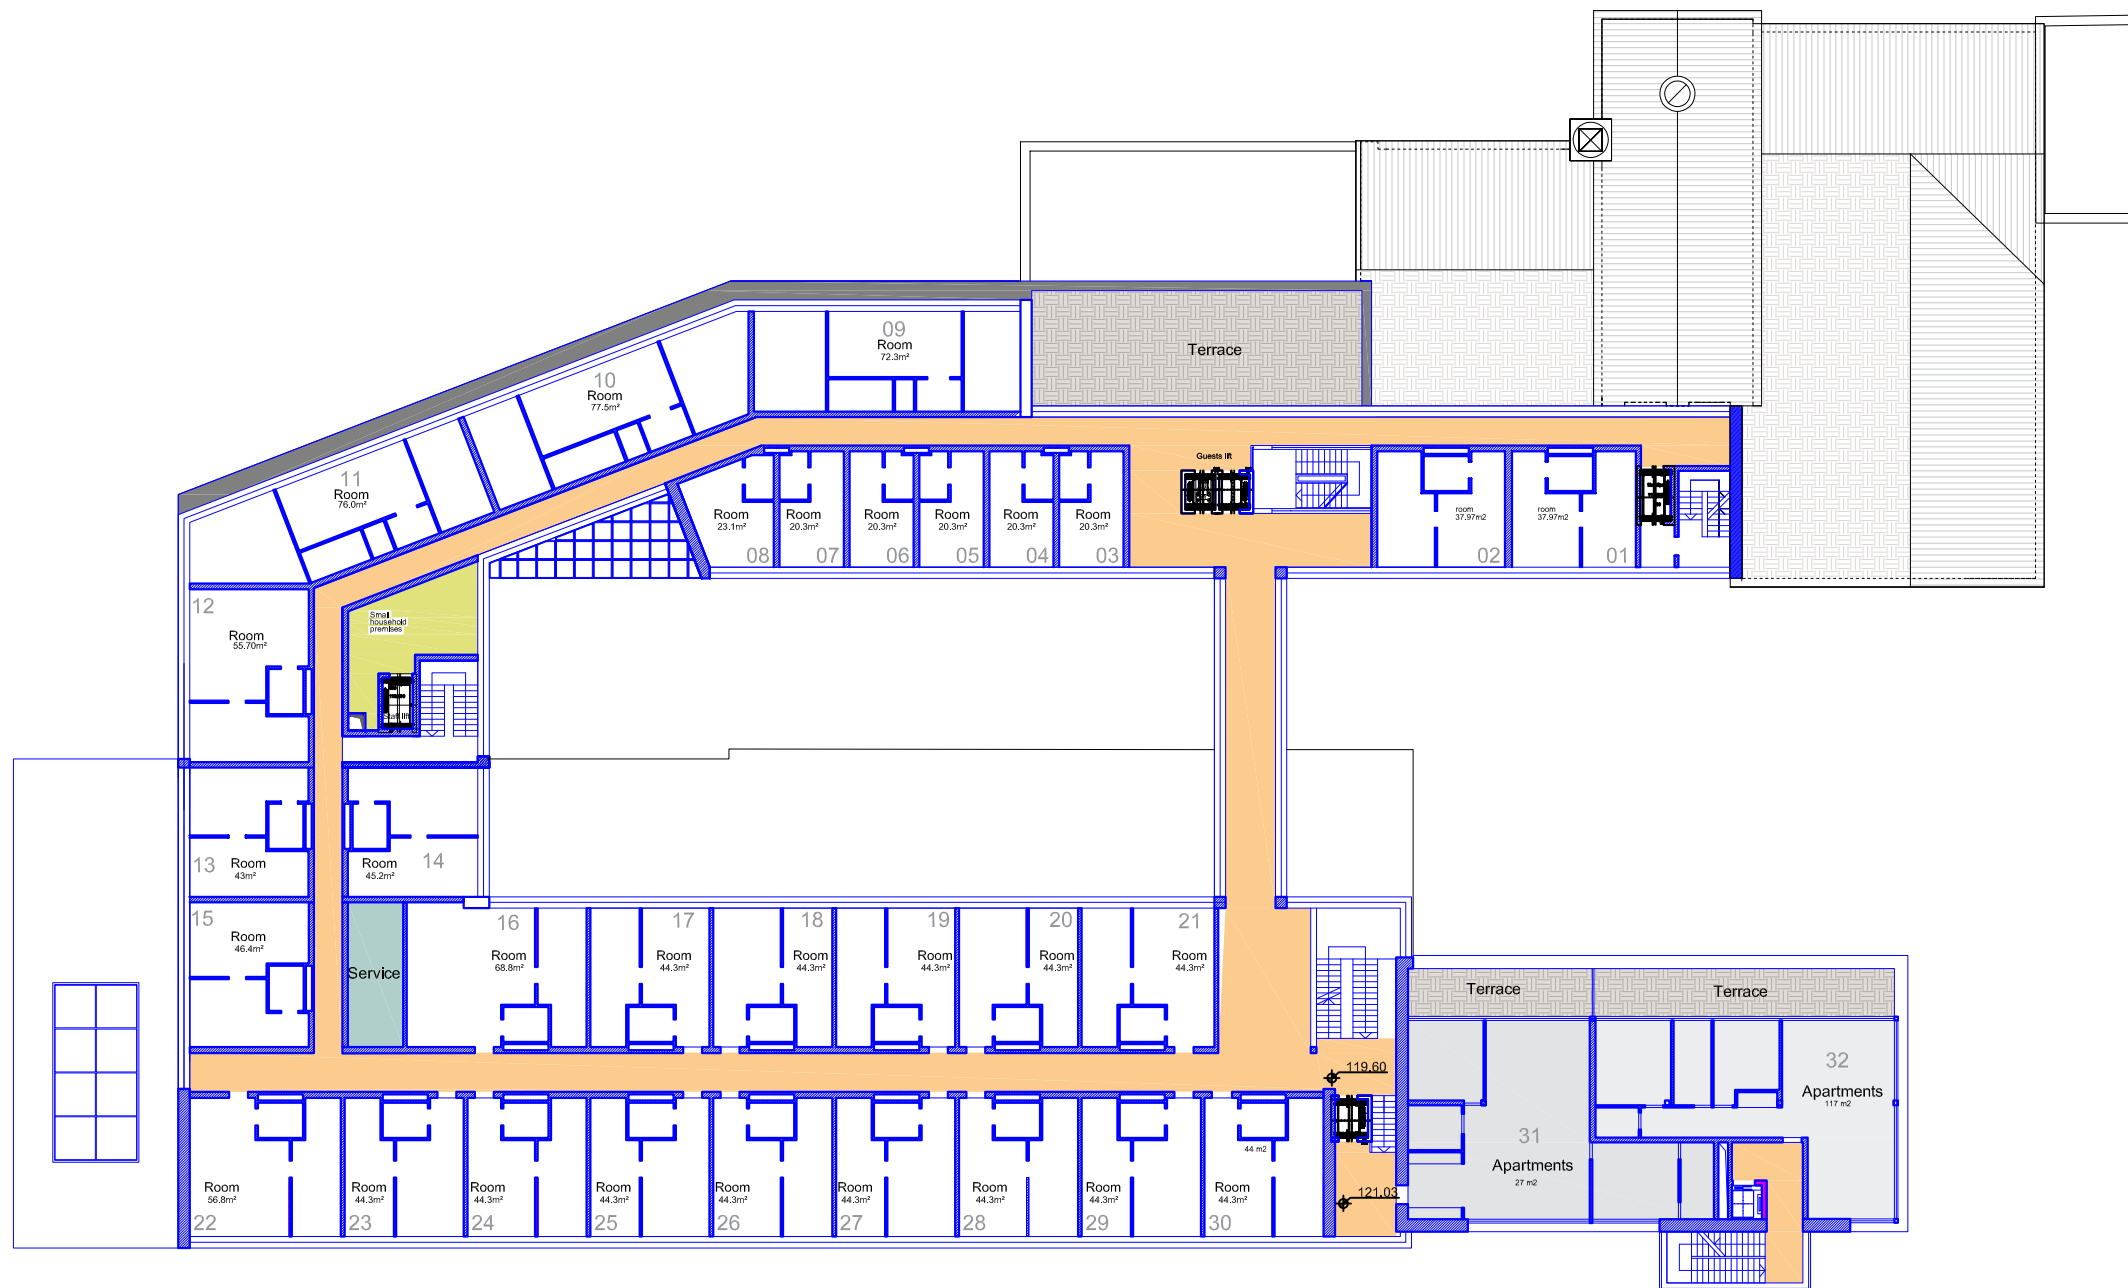 09
Room
72.3m²
Terrace
10
Room
77.5m²
11
Room
76.0m²
Guests lift
Room
23.1m²
08
Room
20.3m²
07
Room
20.3m²
06
Room
20.3m²
05
Room
20.3m²
04
Room
20.3m²
03
room
37.97m2
02
room
37.97m2
01
12
Room
55.70m²
Small
household
premises
Staff lift
13
Room
43m²
Room
45.2m²
14
15
Room
46.4m²
Service
16
Room
68.8m²
17
Room
44.3m²
18
Room
44.3m²
19
Room
44.3m²
20
Room
44.3m²
21
Room
44.3m²
Terrace
Terrace
119.60
121.03
31
Apartments
27 m2
32
Apartments
117 m2
Room
56.8m²
22
Room
44.3m²
23
Room
44.3m²
24
Room
44.3m²
25
Room
44.3m²
26
Room
44.3m²
27
Room
44.3m²
28
Room
44.3m²
29
44 m2
Room
44.3m²
30